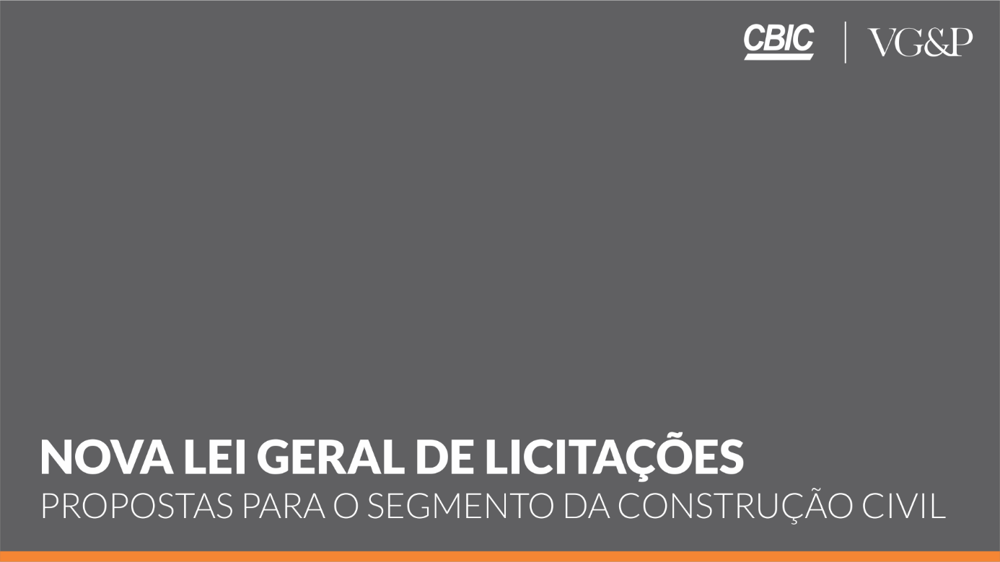 CBIC | VG&P
NOVA LEI GERAL DE LICITAÇÕES
PROPOSTAS PARA O SEGMENTO DA CONSTRUÇÃO CIVIL